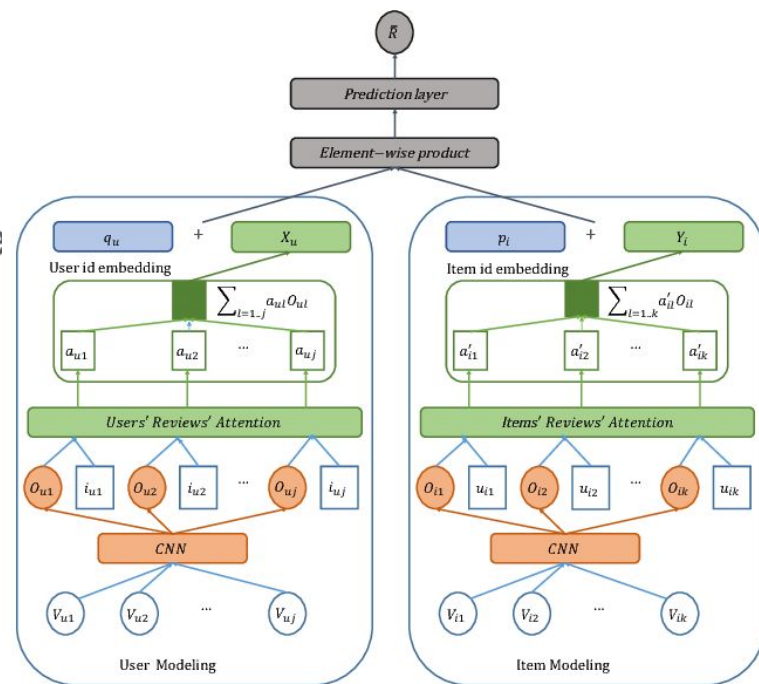 R̄
Prediction layer
Element−wise product
q_u + X_u
User id embedding
∑_{l=1..j} a_{ul}O_{ul}
a_{u1} a_{u2} ... a_{uj}
Users' Reviews' Attention
O_{u1} i_{u1} O_{u2} i_{u2} ... O_{uj} i_{uj}
CNN
V_{u1} V_{u2} ... V_{uj}
User Modeling
p_i + Y_i
Item id embedding
∑_{l=1..k} a'_{il}O_{il}
a'_{i1} a'_{i2} ... a'_{ik}
Items' Reviews' Attention
O_{i1} u_{i1} O_{i2} u_{i2} ... O_{ik} u_{ik}
CNN
V_{i1} V_{i2} ... V_{ik}
Item Modeling